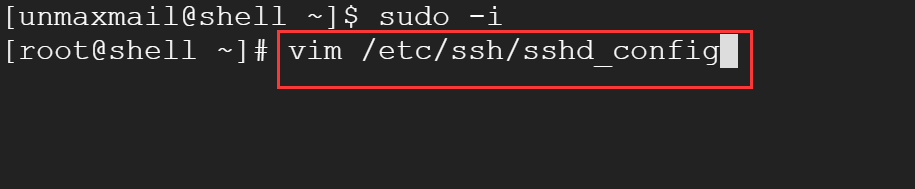 [unmaxmail@shell ~]$ sudo -i
[root@shell ~]# vim /etc/ssh/sshd_config